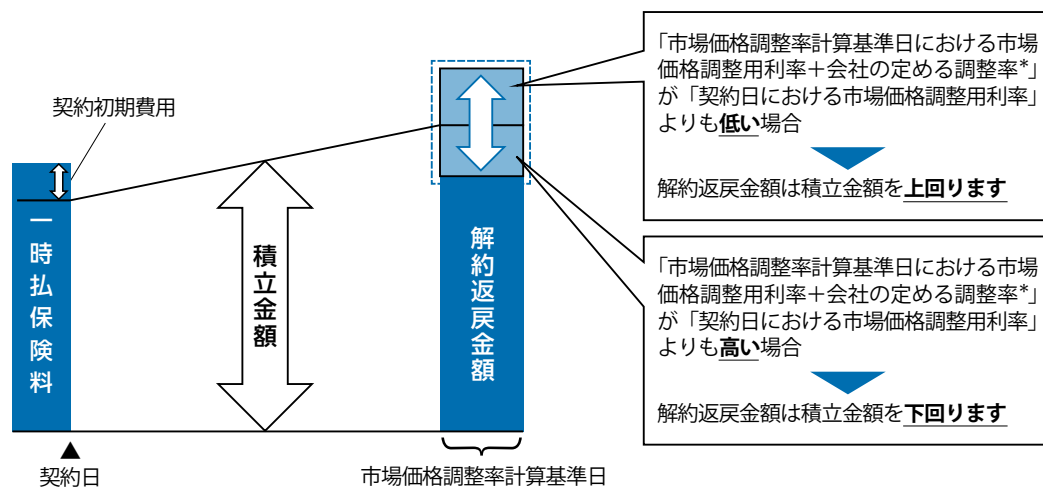 契約初期費用
一時払保険料
積立金額
解約返戻金額
▲
契約日
市場価格調整率計算基準日
「市場価格調整率計算基準日における市場
価格調整用利率＋会社の定める調整率*」
が「契約日における市場価格調整用利率」
よりも低い場合
解約返戻金額は積立金額を上回ります
「市場価格調整率計算基準日における市場
価格調整用利率＋会社の定める調整率*」
が「契約日における市場価格調整用利率」
よりも高い場合
解約返戻金額は積立金額を下回ります